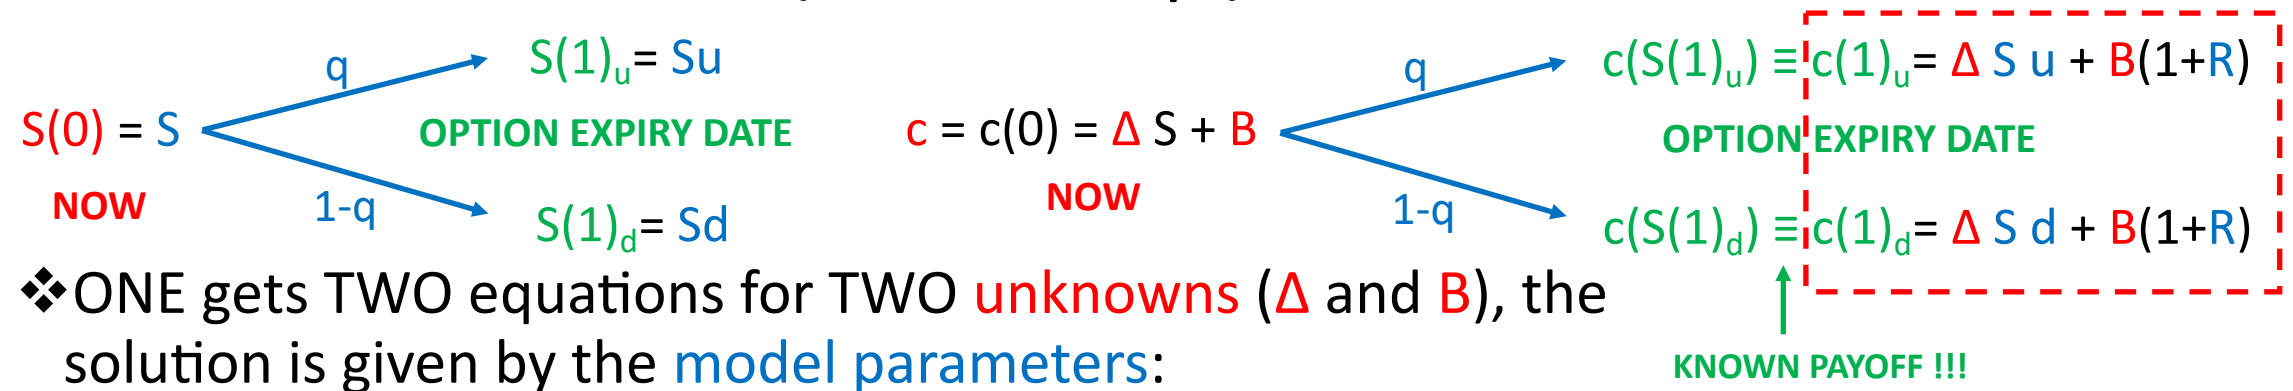 q S(1)u= Su q c(S(1)u) ≡ c(1)u= Δ S u + B(1+R)
S(0) = S OPTION EXPIRY DATE c = c(0) = Δ S + B OPTION EXPIRY DATE
NOW 1-q S(1)d= Sd NOW 1-q c(S(1)d) ≡ c(1)d= Δ S d + B(1+R)
❖ONE gets TWO equations for TWO unknowns (Δ and B), the
solution is given by the model parameters:
KNOWN PAYOFF !!!